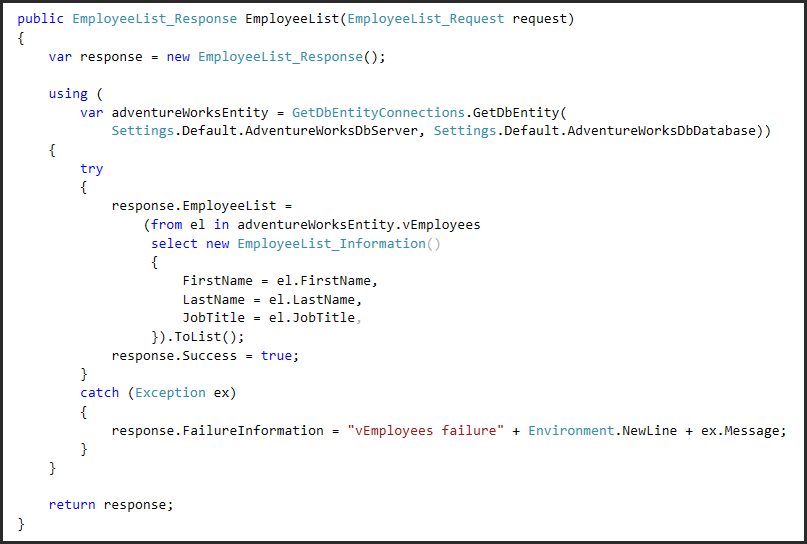 public EmployeeList_Response EmployeeList(EmployeeList_Request request)
{
    var response = new EmployeeList_Response();

    using (
        var adventureWorksEntity = GetDbEntityConnections.GetDbEntity(
            Settings.Default.AdventureWorksDbServer, Settings.Default.AdventureWorksDbDatabase))
    {
        try
        {
            response.EmployeeList =
                (from el in adventureWorksEntity.vEmployees
                 select new EmployeeList_Information()
                 {
                     FirstName = el.FirstName,
                     LastName = el.LastName,
                     JobTitle = el.JobTitle,
                 }).ToList();
            response.Success = true;
        }
        catch (Exception ex)
        {
            response.FailureInformation = "vEmployees failure" + Environment.NewLine + ex.Message;
        }
    }

    return response;
}